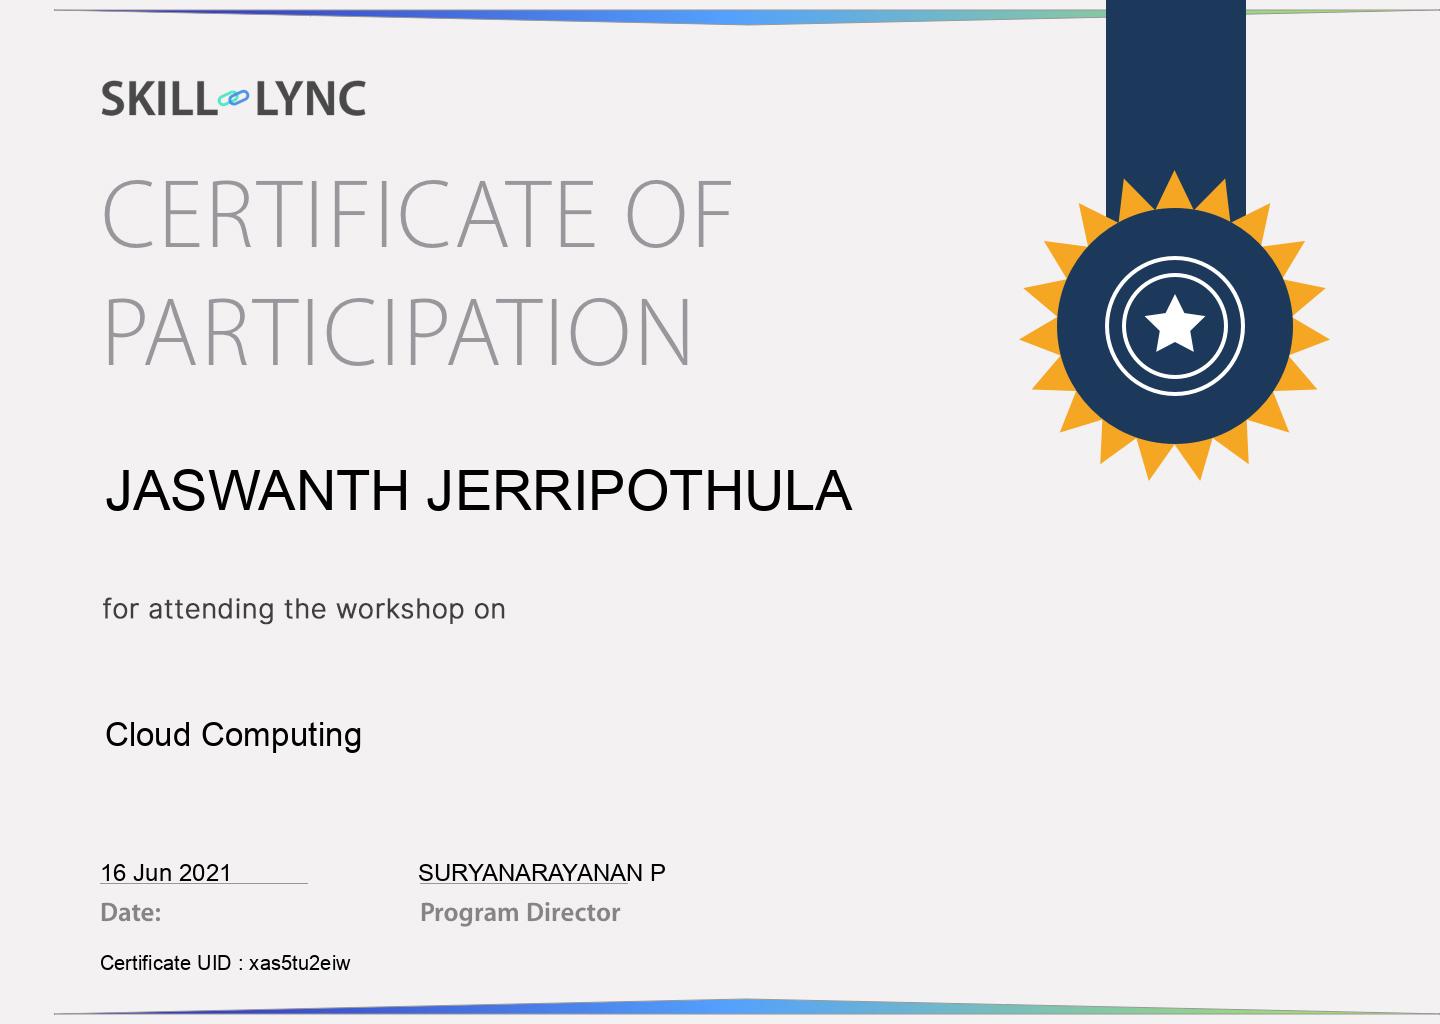 SKILL LYNC
CERTIFICATE OF
PARTICIPATION
JASWANTH JERRIPOTHULA
for attending the workshop on
Cloud Computing
16 Jun 2021 SURYANARAYANAN P
Date: Program Director
Certificate UID : xas5tu2eiw